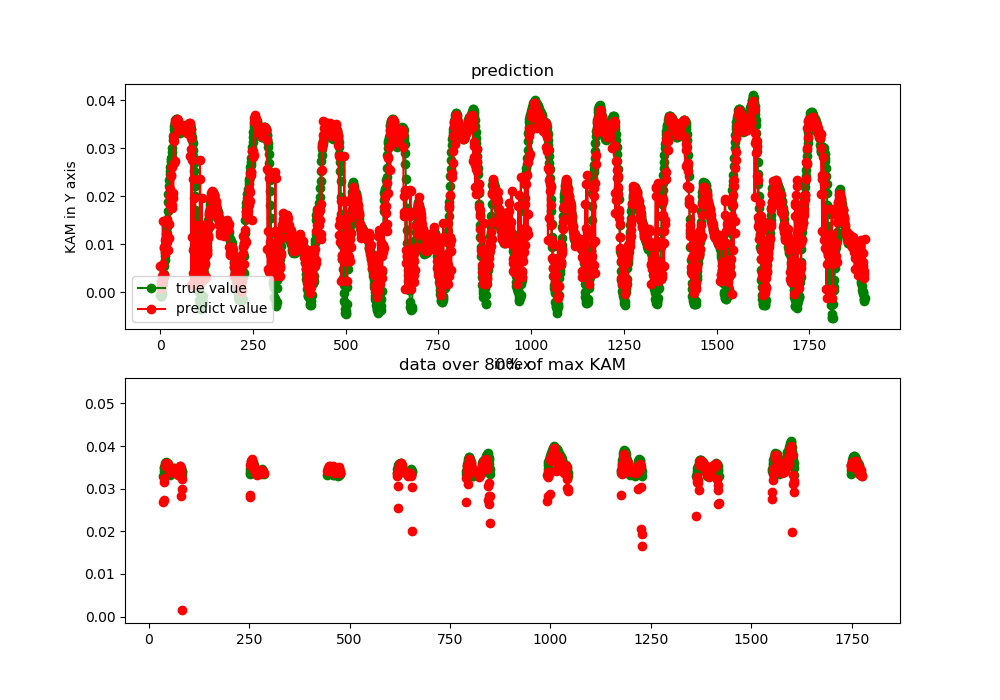 prediction
KAM in Y axis
0.04
0.03
0.02
0.01
0.00
true value
predict value
0 250 500 750 1000 1250 1500 1750
index
data over 80% of max KAM
0.05
0.04
0.03
0.02
0.01
0.00
0 250 500 750 1000 1250 1500 1750